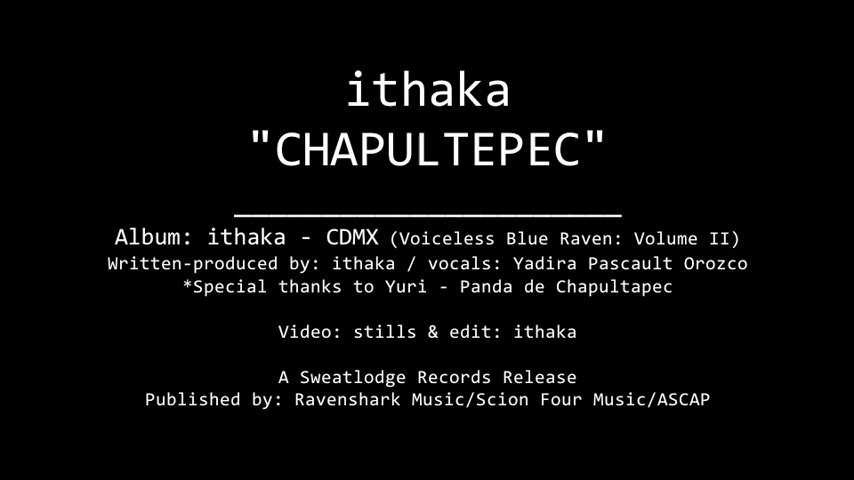 ithaka
"CHAPULTEPEC"
Album: ithaka - CDMX (Voiceless Blue Raven: Volume II)
Written-produced by: ithaka / vocals: Yadira Pascault Orozco
*Special thanks to Yuri - Panda de Chapultapec
Video: stills & edit: ithaka
A Sweatlodge Records Release
Published by: Ravenshark Music/Scion Four Music/ASCAP